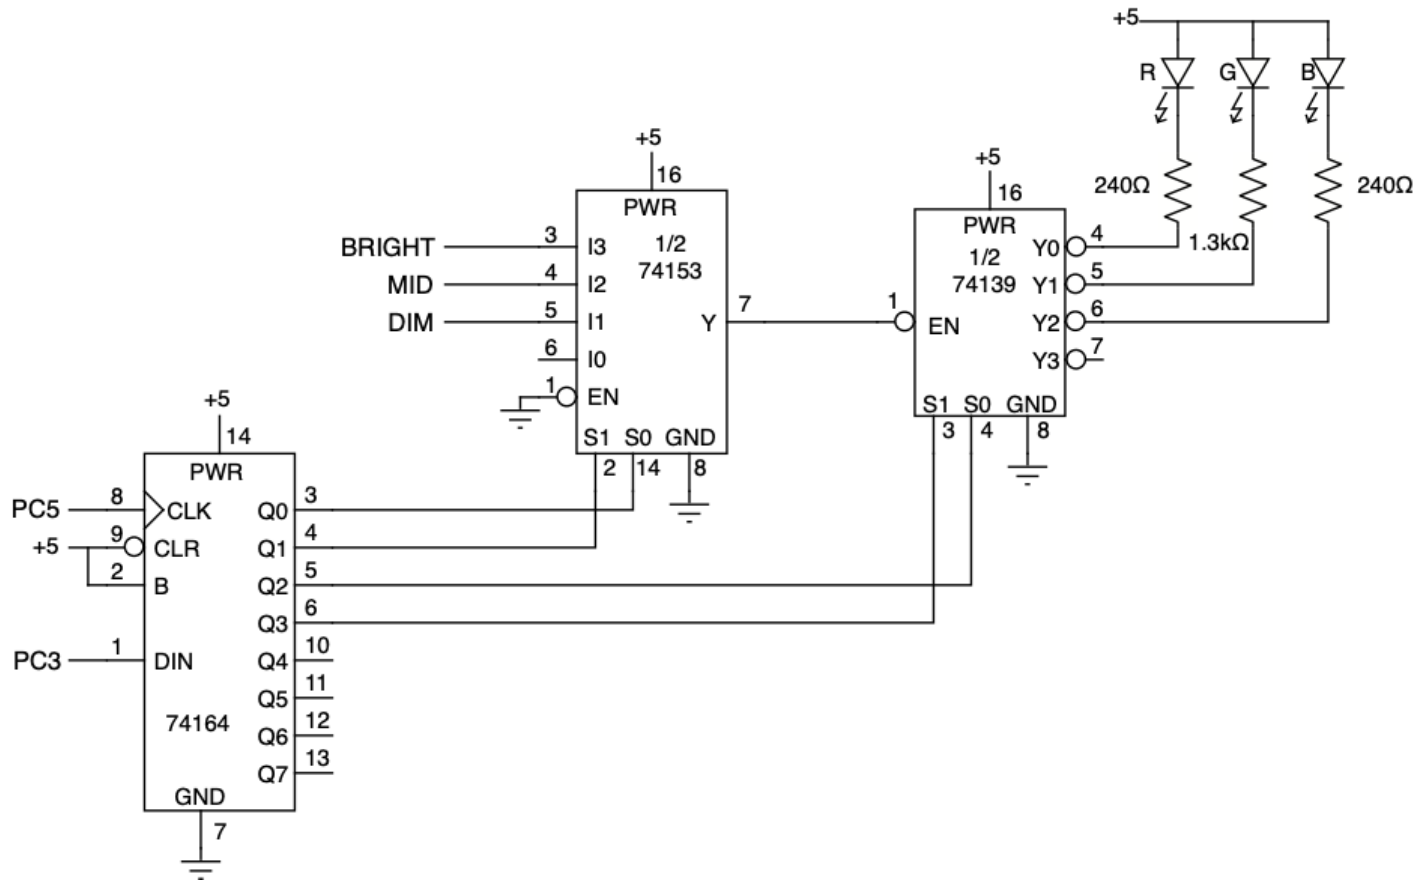 +5
R
G
B
240Ω
1.3kΩ
240Ω
+5
16
PWR
1/2
74153
BRIGHT
3
I3
MID
4
I2
DIM
5
I1
6
I0
1
EN
Y
7
S1
S0
GND
2
14
8
+5
16
PWR
1/2
74139
1
EN
Y0
4
Y1
5
Y2
6
Y3
7
S1
S0
GND
3
4
8
+5
14
PWR
PC5
8
CLK
+5
9
CLR
2
B
PC3
1
DIN
74164
Q0
3
Q1
4
Q2
5
Q3
6
Q4
10
Q5
11
Q6
12
Q7
13
GND
7